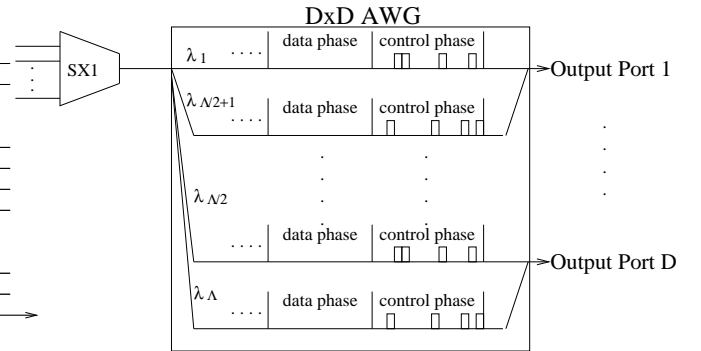 DxD AWG
SX1
λ 1 . . . . data phase control phase
Output Port 1
λ Λ/2+1 . . . . data phase control phase
λ Λ/2 . . . . data phase control phase
Output Port D
λ Λ . . . . data phase control phase